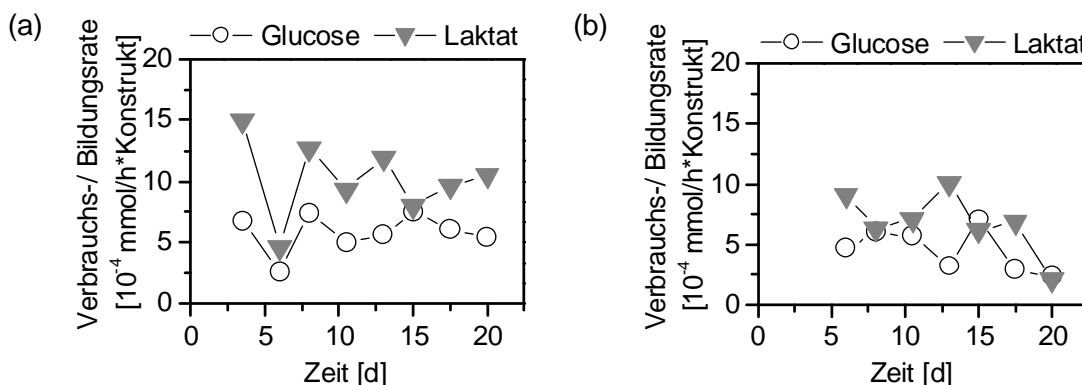 (a)
Glucose Laktat
Verbrauchs-/ Bildungsrate
[10⁻⁴ mmol/h*Konstrukt]
20
15
10
5
0
0 5 10 15 20
Zeit [d]
(b)
Glucose Laktat
Verbrauchs-/ Bildungsrate
[10⁻⁴ mmol/h*Konstrukt]
20
15
10
5
0
0 5 10 15 20
Zeit [d]